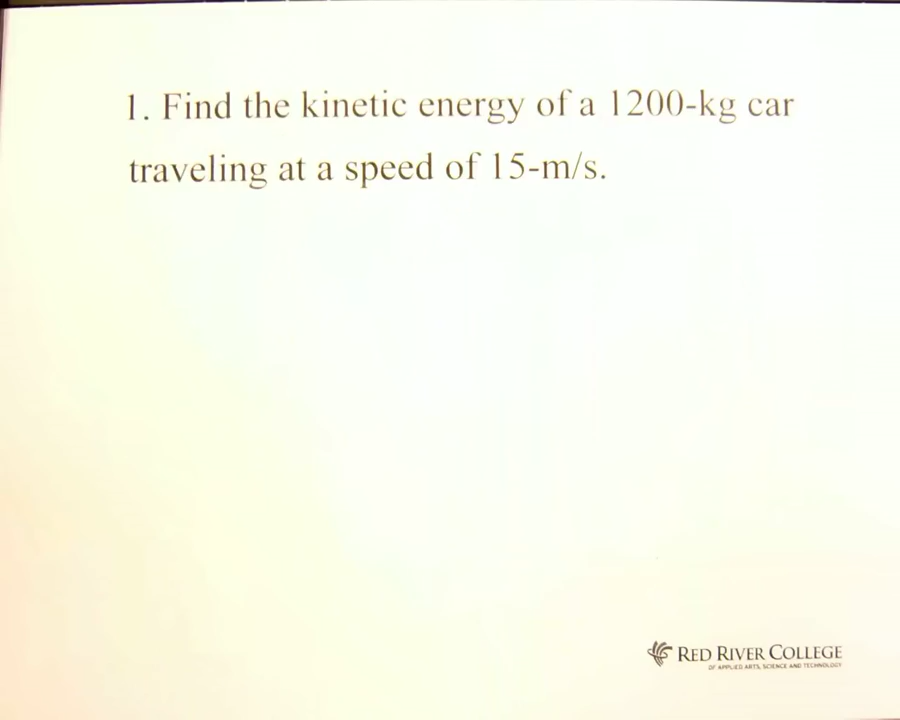 1. Find the kinetic energy of a 1200-kg car
traveling at a speed of 15-m/s.
RED RIVER COLLEGE
OF APPLIED ARTS, SCIENCE AND TECHNOLOGY